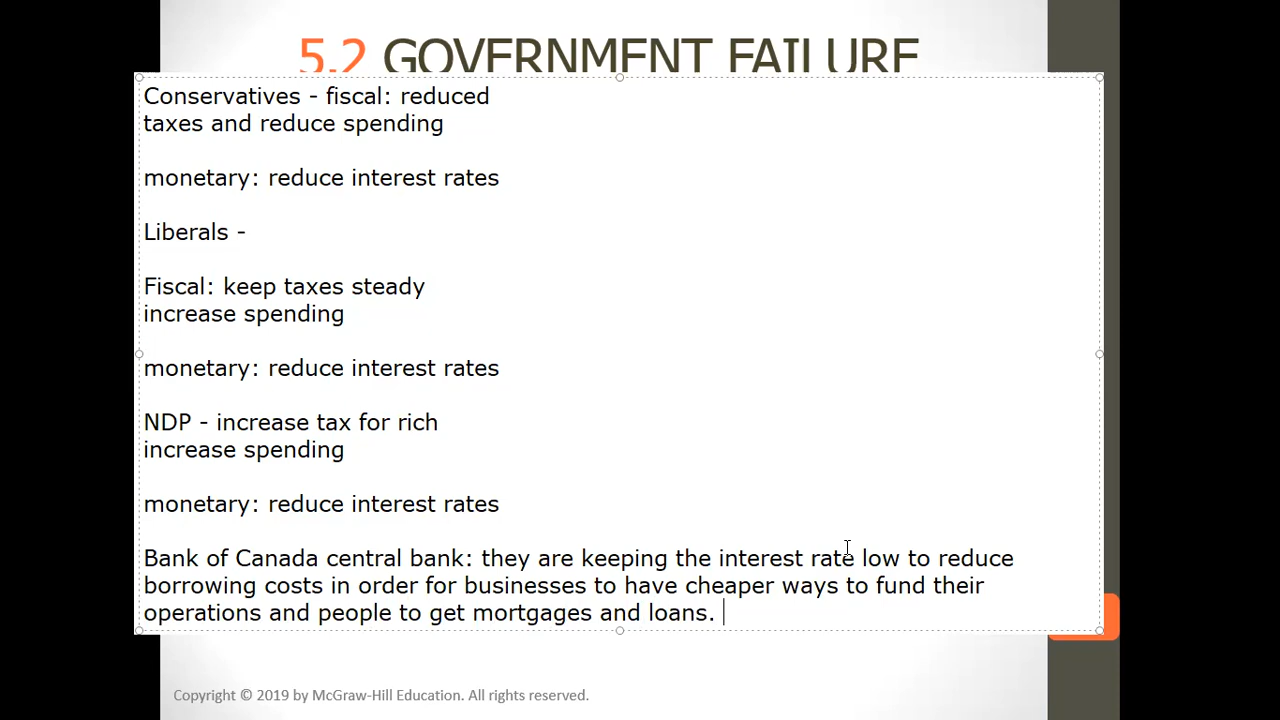 5.2 GOVERNMENT FAILURE
Conservatives - fiscal: reduced
taxes and reduce spending
monetary: reduce interest rates
Liberals -
Fiscal: keep taxes steady
increase spending
monetary: reduce interest rates
NDP - increase tax for rich
increase spending
monetary: reduce interest rates
Bank of Canada central bank: they are keeping the interest rate low to reduce
borrowing costs in order for businesses to have cheaper ways to fund their
operations and people to get mortgages and loans.
Copyright © 2019 by McGraw-Hill Education. All rights reserved.